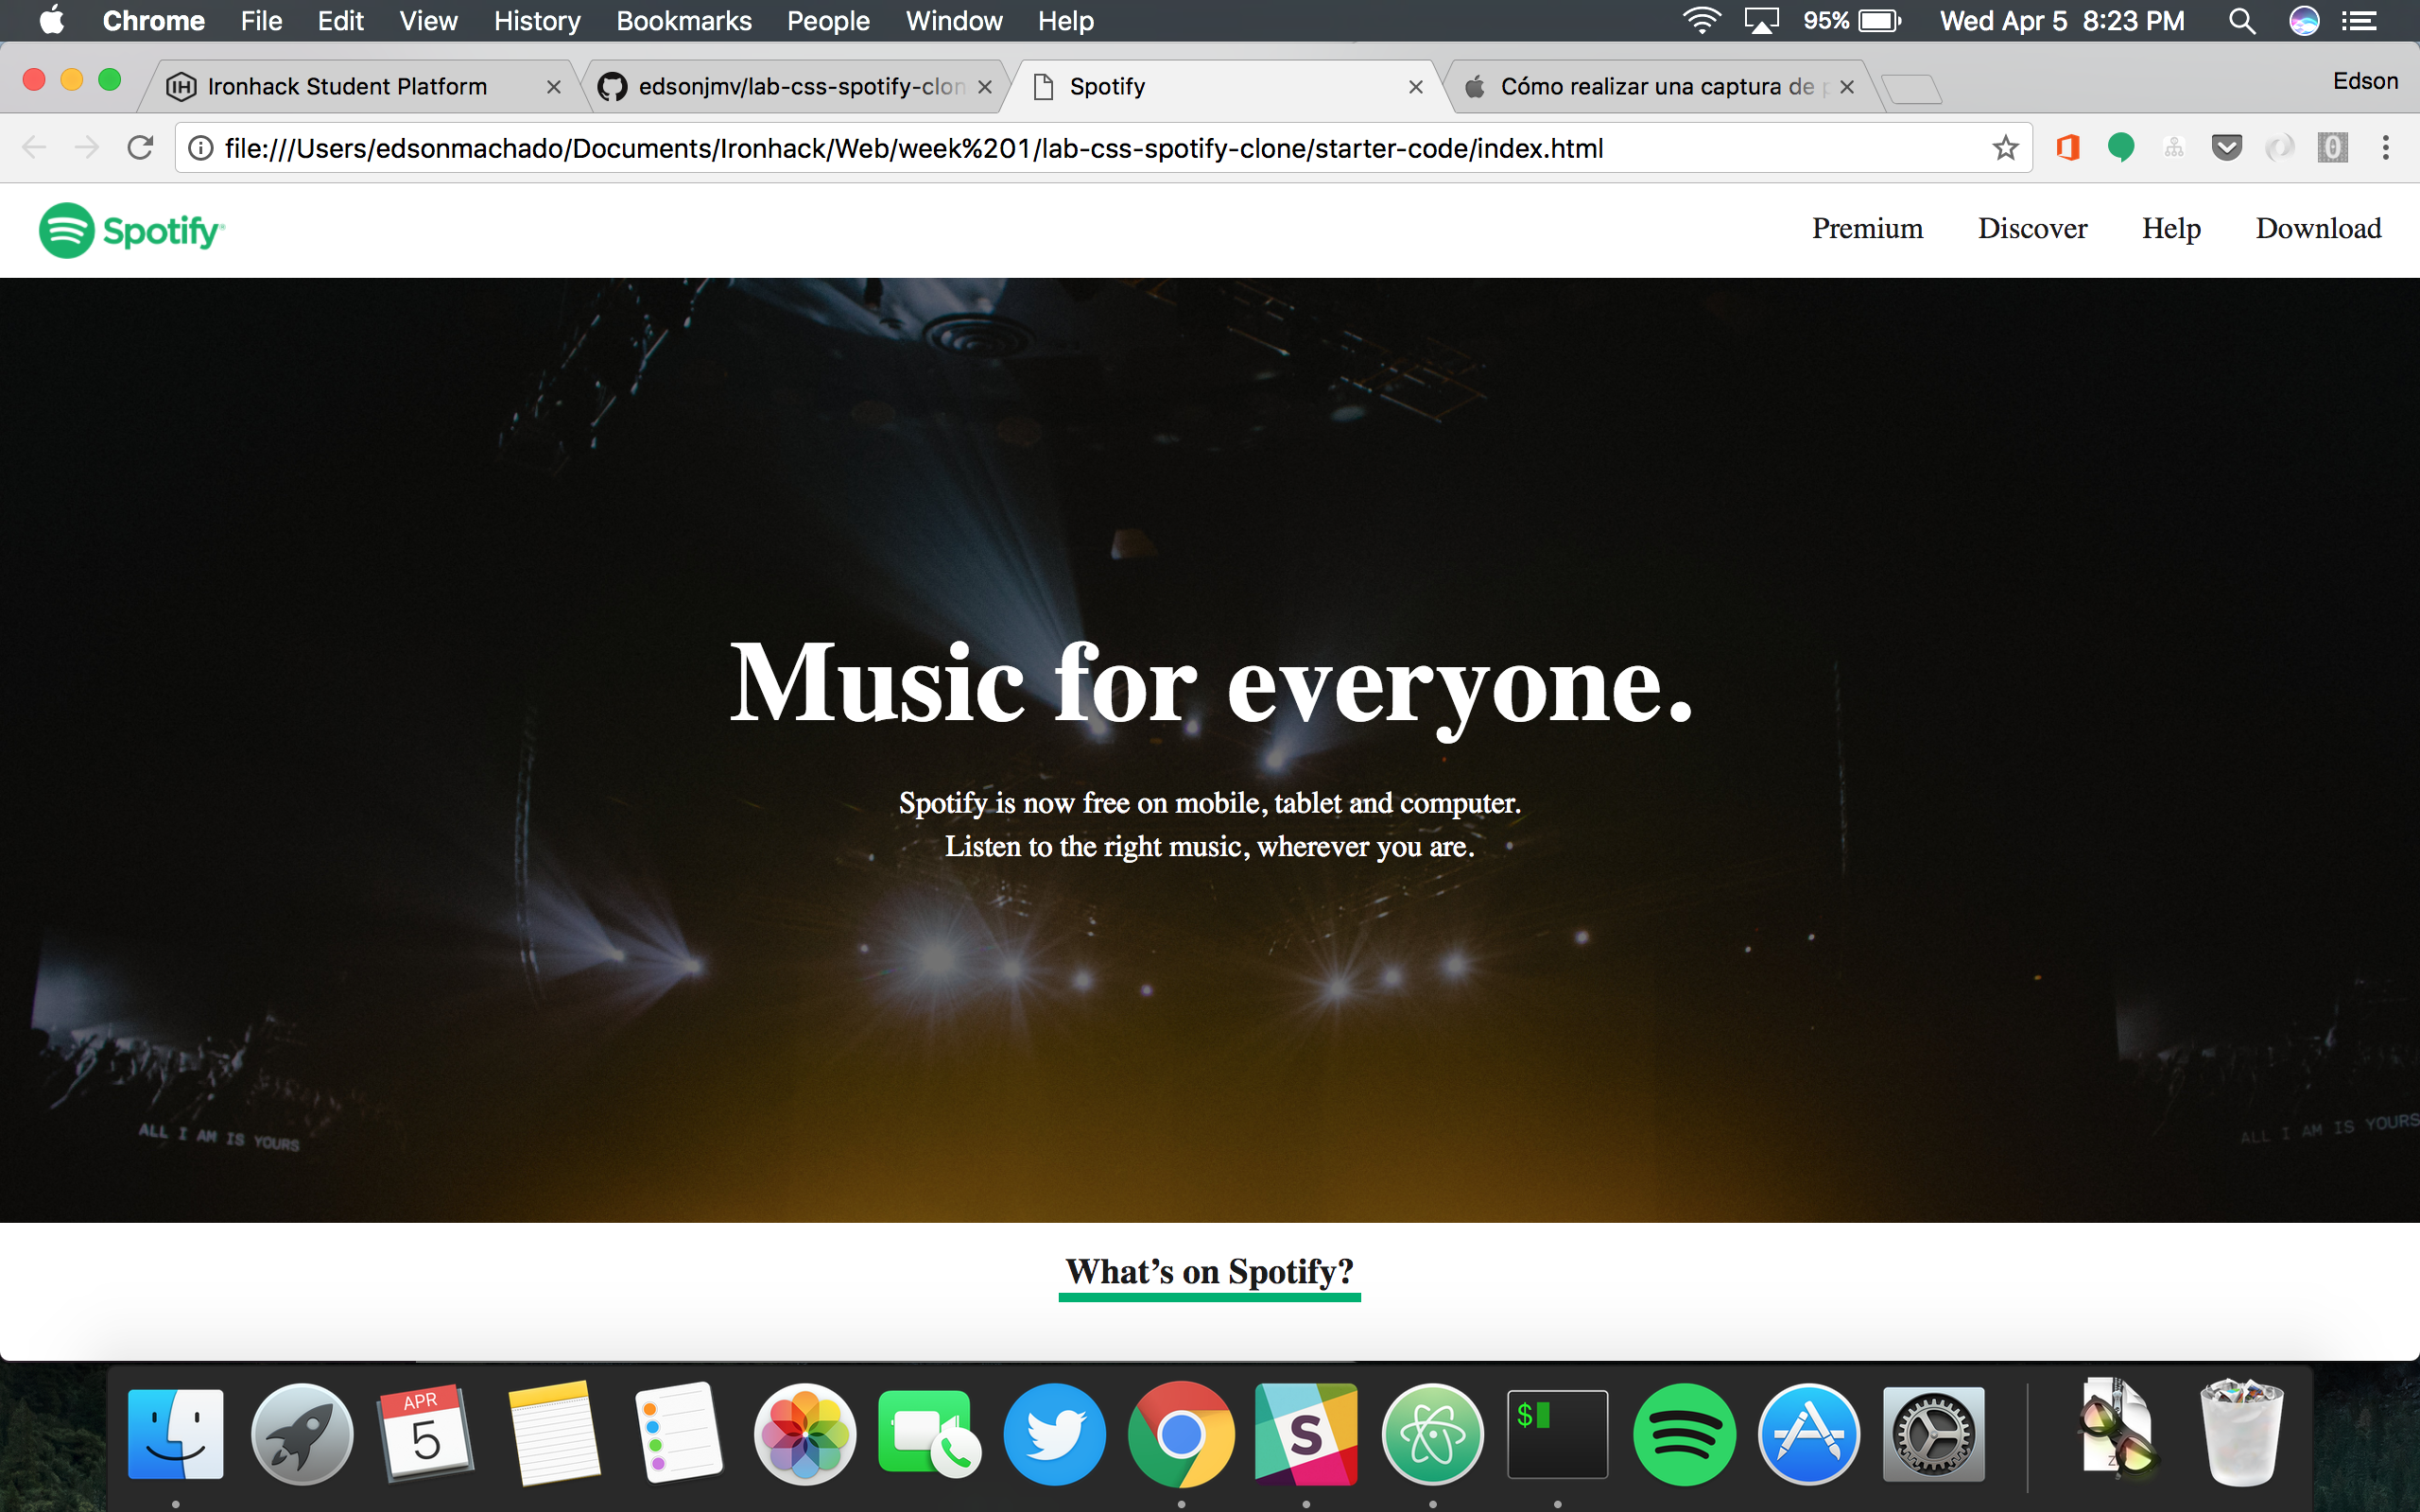 Chrome File Edit View History Bookmarks People Window Help 95% Wed Apr 5 8:23 PM
Ironhack Student Platform edsonjmv/lab-css-spotify-clon Spotify Cómo realizar una captura de p Edson
file:///Users/edsonmachado/Documents/Ironhack/Web/week%201/lab-css-spotify-clone/starter-code/index.html
Spotify Premium Discover Help Download
Music for everyone.
Spotify is now free on mobile, tablet and computer.
Listen to the right music, wherever you are.
ALL I AM IS YOURS ALL I AM IS YOURS
What’s on Spotify?
APR
5
S
$